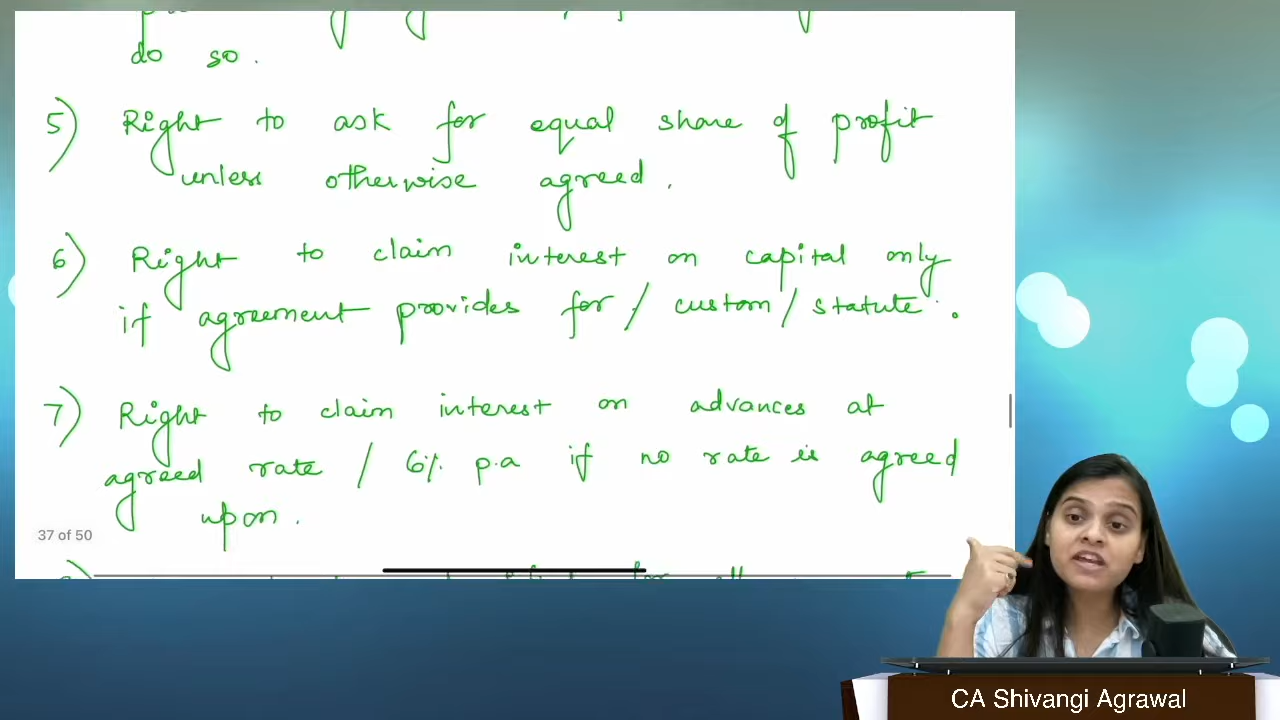 do so.
5) Right to ask for equal share of profit
unless otherwise agreed.
6) Right to claim interest on capital only
if agreement provides for / custom / statute.
7) Right to claim interest on advances at
agreed rate / 6% p.a if no rate is agreed
upon.
37 of 50
CA Shivangi Agrawal